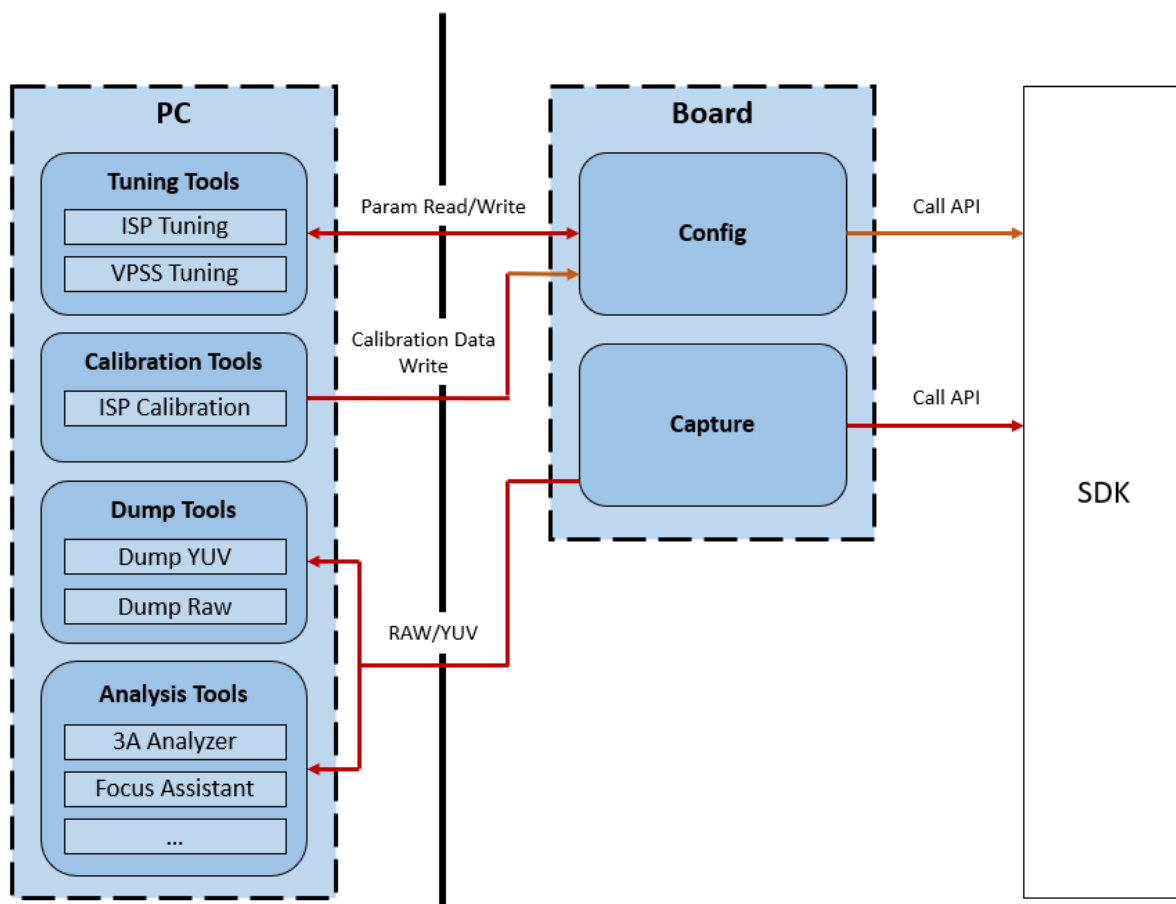 PC
Tuning Tools
ISP Tuning
VPSS Tuning
Calibration Tools
ISP Calibration
Dump Tools
Dump YUV
Dump Raw
Analysis Tools
3A Analyzer
Focus Assistant
...
Param Read/Write
Calibration Data
Write
RAW/YUV
Board
Config
Capture
Call API
Call API
SDK